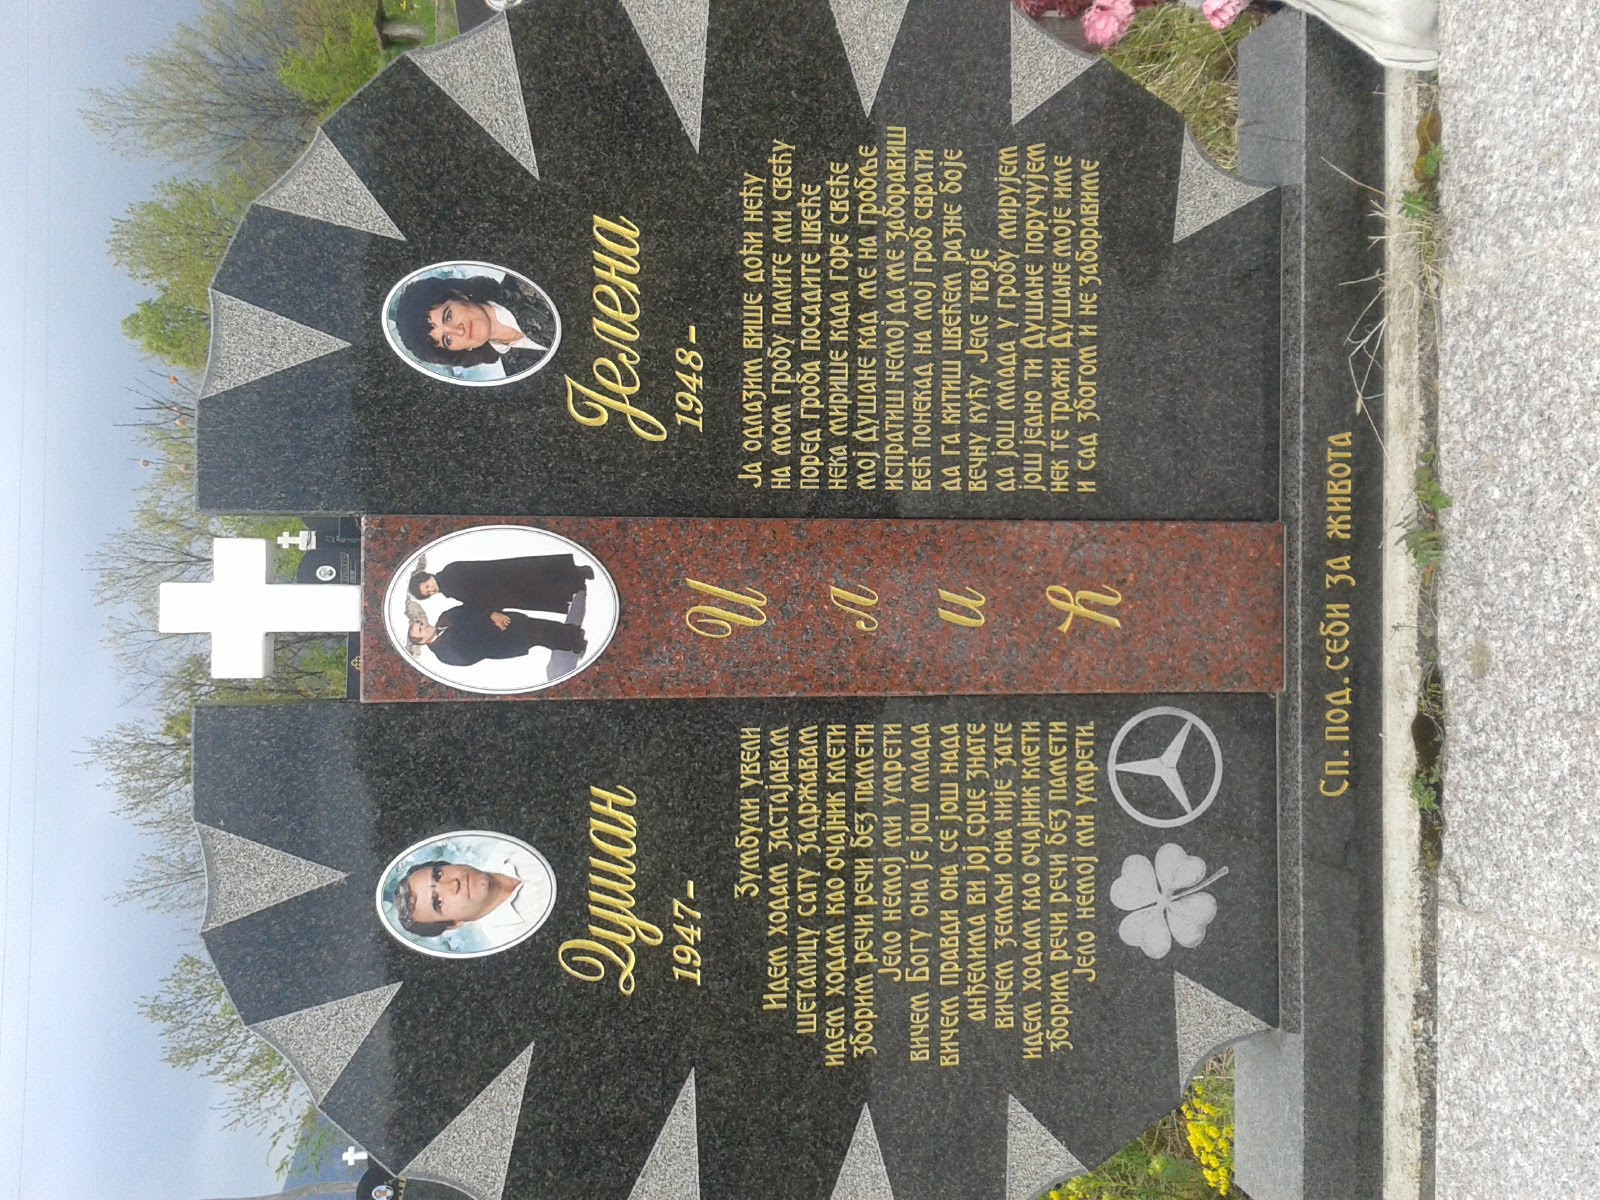 Душан
1947-
Зумбули увели
Идем ходам застајавам
шеталицу сату задржавам
идем ходам као очајник клети
зборим речи речи без памети
Јело немој ми умрети
вичем Богу она је још млада
вичем правди она се још нада
анђелима ви јој срце знате
вичем земљи она није зате
идем ходам као очајник клети
зборим речи речи без памети
Јело немој ми умрети.
Илић
Јелена
1948-
Ја одлазим више доћи нећу
на мом гробу палите ми свећу
поред гроба посадите цвеће
нека мирише када горе свеће
мој Душане кад ме на гробље
испратиш немој да ме заборавиш
већ понекад на мој гроб сврати
да га китиш цвећем разне боје
вечну кућу Јеле твоје
да још млада у гробу мирујем
још једно ти Душане поручујем
нек те тражи Душане моје име
и сад збогом и не заборавиме
Сп. под. себи за живота